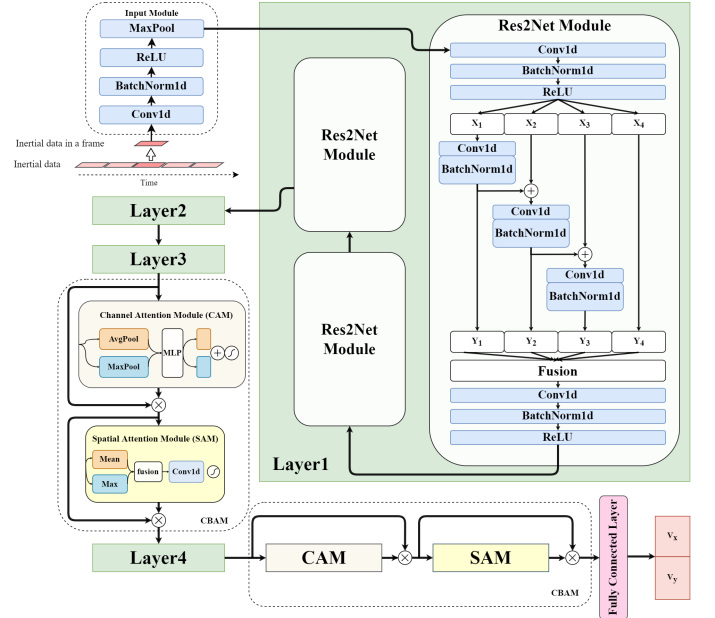 Input Module
MaxPool
ReLU
BatchNorm1d
Conv1d
Inertial data in a frame
Inertial data
Time
Res2Net Module
Conv1d
BatchNorm1d
ReLU
X1 X2 X3 X4
Conv1d
BatchNorm1d
+
Conv1d
BatchNorm1d
+
Conv1d
BatchNorm1d
Y1 Y2 Y3 Y4
Fusion
Conv1d
BatchNorm1d
ReLU
Res2Net
Module
Res2Net
Module
Layer1
Layer2
Layer3
Channel Attention Module (CAM)
AvgPool
MaxPool
MLP
Spatial Attention Module (SAM)
Mean
Max
fusion
Conv1d
CBAM
Layer4
CAM
SAM
CBAM
Fully Connected Layer
Vx
Vy